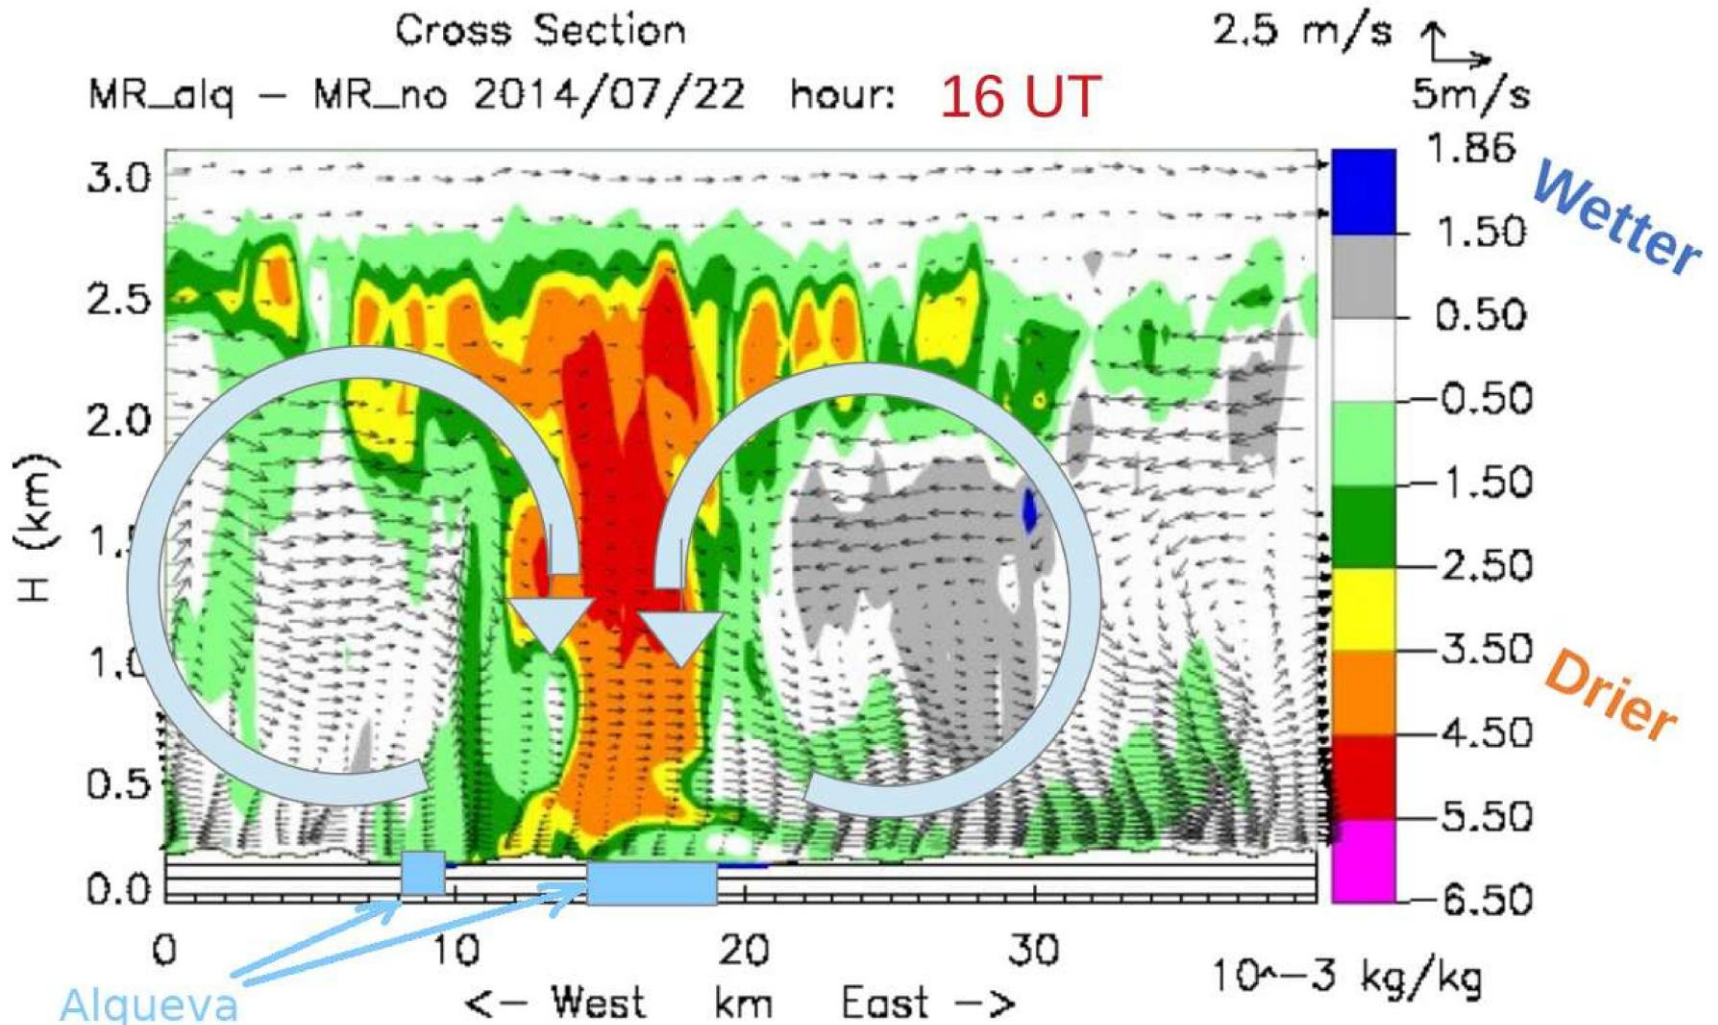 Cross Section
2.5 m/s
MR_alq - MR_no 2014/07/22 hour: 16 UT
5m/s
3.0
2.5
2.0
1.0
0.5
0.0
H (km)
0 10 20 30
<- West km East ->
Alqueva
1.86
1.50
0.50
-0.50
-1.50
-2.50
-3.50
-4.50
-5.50
-6.50
10^-3 kg/kg
Wetter
Drier